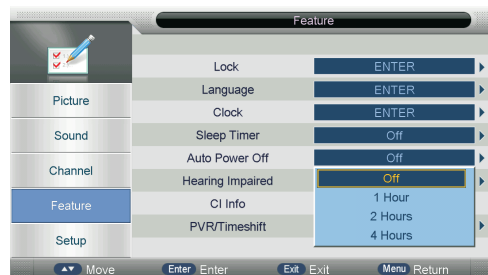 Feature
Lock ENTER
Language ENTER
Clock ENTER
Sleep Timer Off
Auto Power Off Off
Hearing Impaired Off
CI Info 1 Hour
PVR/Timeshift 2 Hours
4 Hours
Picture
Sound
Channel
Feature
Setup
Move Enter Enter Exit Exit Menu Return